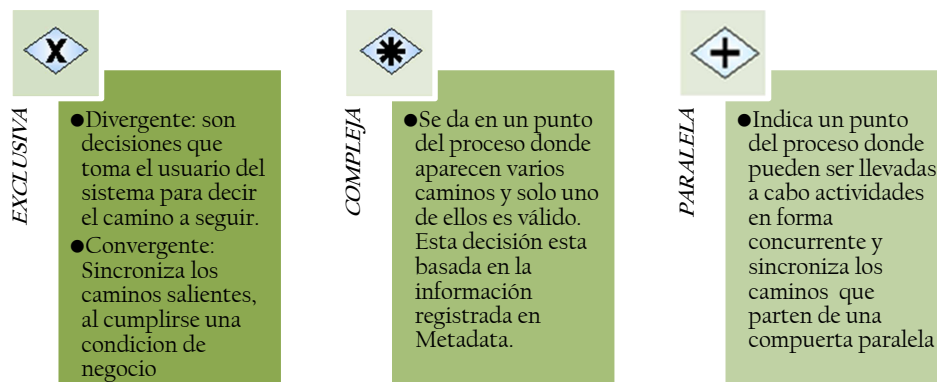 X
EXCLUSIVA
●Divergente: son
decisiones que
toma el usuario del
sistema para decir
el camino a seguir.
●Convergente:
Sincroniza los
caminos salientes,
al cumplirse una
condicion de
negocio
COMPLEJA
●Se da en un punto
del proceso donde
aparecen varios
caminos y solo uno
de ellos es válido.
Esta decisión esta
basada en la
información
registrada en
Metadata.
PARALELA
●Indica un punto
del proceso donde
pueden ser llevadas
a cabo actividades
en forma
concurrente y
sincroniza los
caminos que
parten de una
compuerta paralela